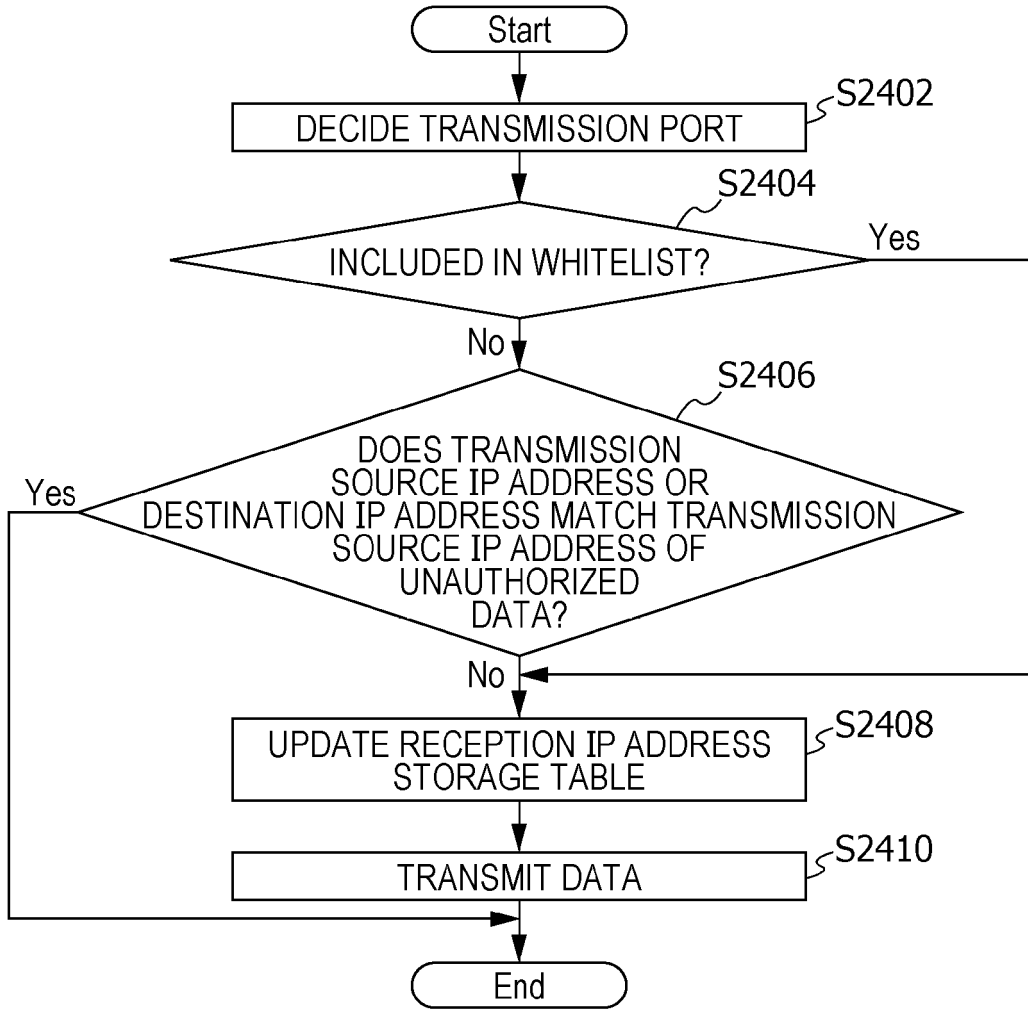 Start
S2402
DECIDE TRANSMISSION PORT
S2404
INCLUDED IN WHITELIST?
Yes
No
S2406
DOES TRANSMISSION
SOURCE IP ADDRESS OR
DESTINATION IP ADDRESS MATCH TRANSMISSION
SOURCE IP ADDRESS OF
UNAUTHORIZED
DATA?
Yes
No
S2408
UPDATE RECEPTION IP ADDRESS
STORAGE TABLE
S2410
TRANSMIT DATA
End